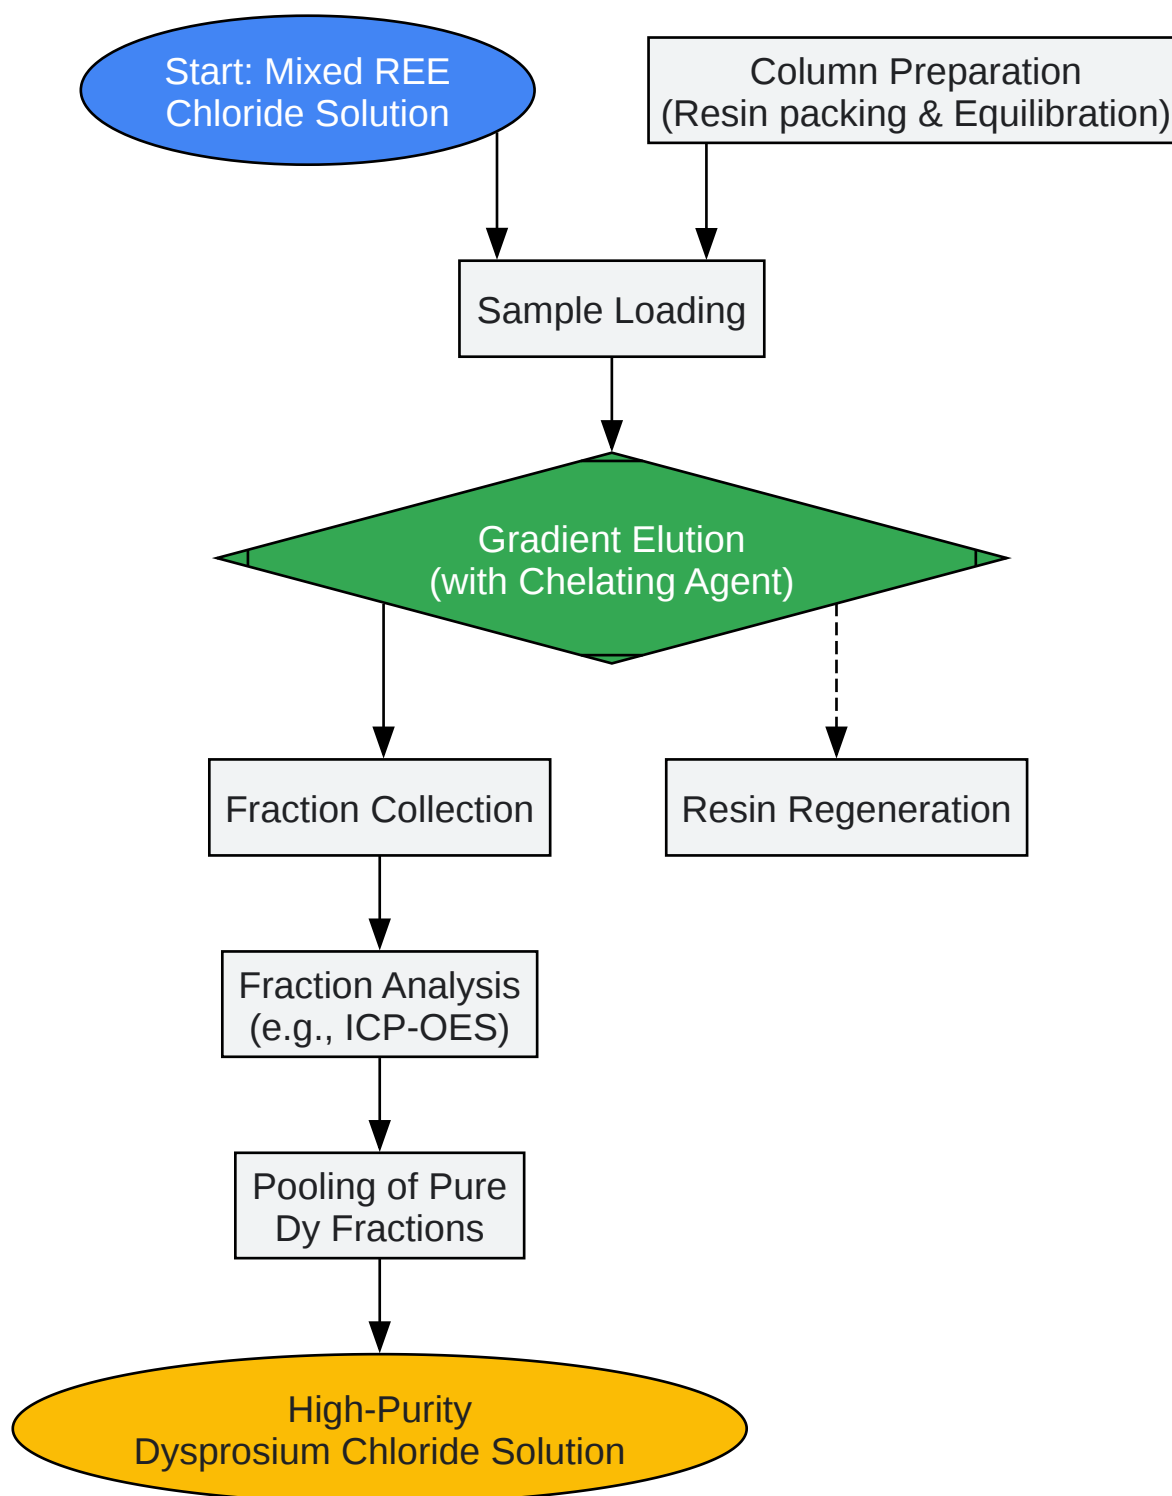 Start: Mixed REE
Chloride Solution
Column Preparation
(Resin packing & Equilibration)
Sample Loading
Gradient Elution
(with Chelating Agent)
Fraction Collection
Resin Regeneration
Fraction Analysis
(e.g., ICP-OES)
Pooling of Pure
Dy Fractions
High-Purity
Dysprosium Chloride Solution